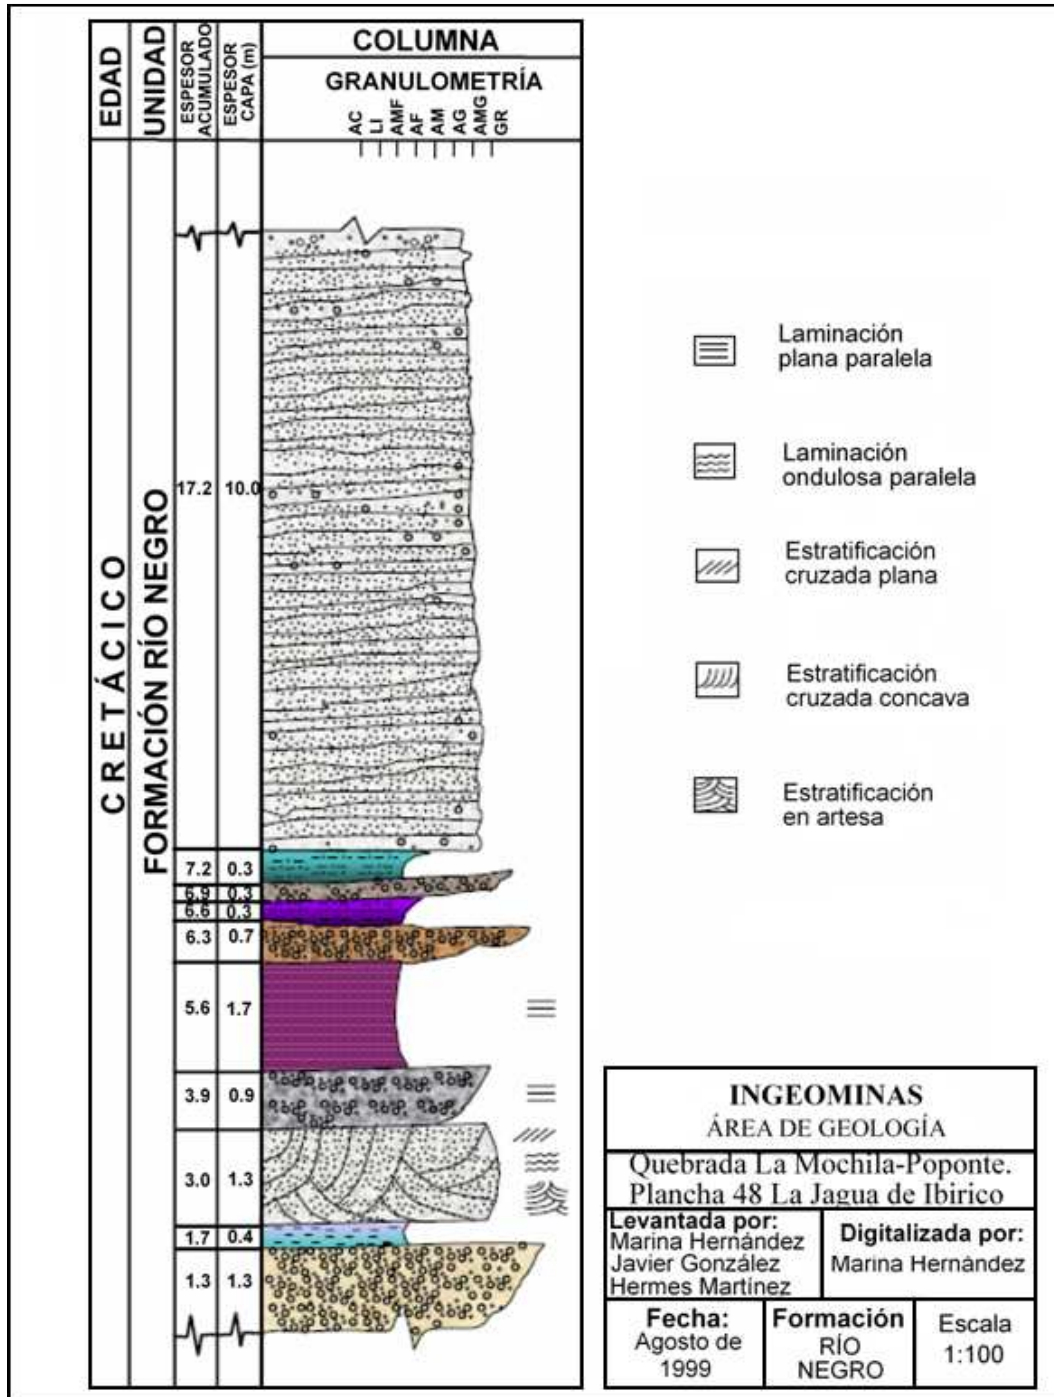 EDAD
UNIDAD
ESPESOR
ACUMULADO
ESPESOR
CAPA (m)
COLUMNA
GRANULOMETRÍA
AC
LI
AMF
AF
AM
AG
AMG
GR
CRETÁCICO
FORMACIÓN RÍO NEGRO
17.2 10.0
7.2 0.3
6.9 0.3
6.6 0.3
6.3 0.7
5.6 1.7
3.9 0.9
3.0 1.3
1.7 0.4
1.3 1.3
Laminación
plana paralela
Laminación
ondulosa paralela
Estratificación
cruzada plana
Estratificación
cruzada concava
Estratificación
en artesa
INGEOMINAS
ÁREA DE GEOLOGÍA
Quebrada La Mochila-Poponte.
Plancha 48 La Jagua de Ibirico
Levantada por:
Marina Hernández
Javier González
Hermes Martínez
Digitalizada por:
Marina Hernández
Fecha:
Agosto de
1999
Formación
RÍO
NEGRO
Escala
1:100